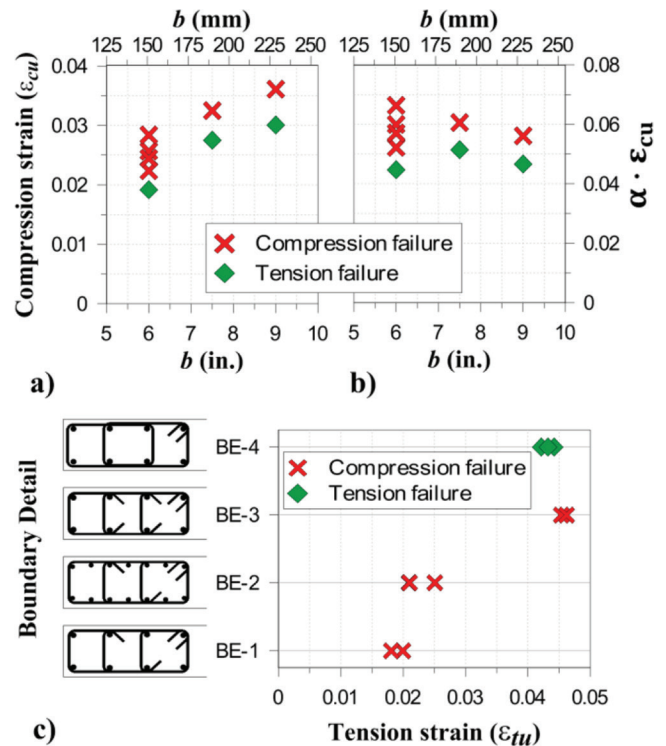 b (mm)
125 150 175 200 225 250
b (mm)
125 150 175 200 225 250
Compression strain (εcu)
0.04
0.03
0.02
0.01
0
5 6 7 8 9 10
b (in.)
a)
Compression failure
Tension failure
0.08
0.06
0.04
0.02
0
α · εcu
5 6 7 8 9 10
b (in.)
b)
Boundary Detail
BE-4
BE-3
BE-2
BE-1
Compression failure
Tension failure
0 0.01 0.02 0.03 0.04 0.05
Tension strain (εtu)
c)